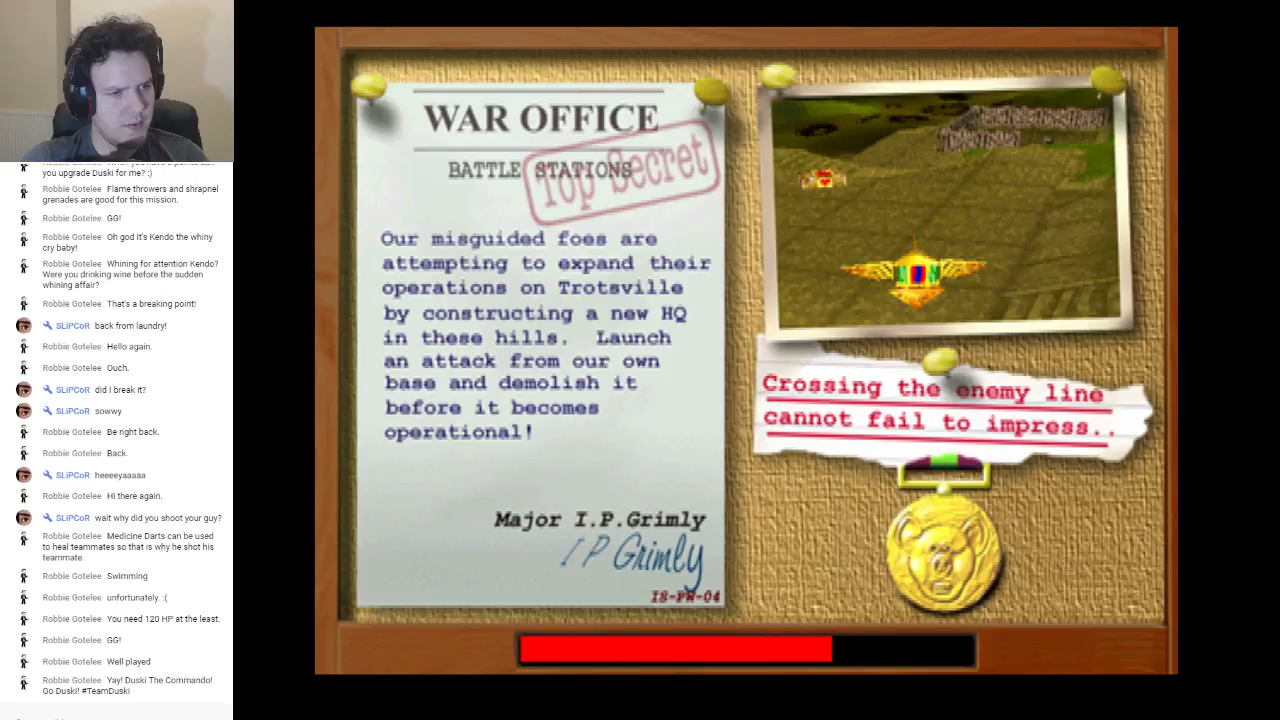 you upgrade Duski for me? :)
Robbie Gotelee Flame throwers and shrapnel
grenades are good for this mission.
Robbie Gotelee GG!
Robbie Gotelee Oh god it's Kendo the whiny
cry baby!
Robbie Gotelee Whining for attention Kendo?
Were you drinking wine before the sudden
whining affair?
Robbie Gotelee That's a breaking point!
SLiPCoR back from laundry!
Robbie Gotelee Hello again.
Robbie Gotelee Ouch.
SLiPCoR did I break it?
SLiPCoR sowwy
Robbie Gotelee Be right back.
Robbie Gotelee Back.
SLiPCoR heeeeyaaaaa
Robbie Gotelee Hi there again.
SLiPCoR wait why did you shoot your guy?
Robbie Gotelee Medicine Darts can be used
to heal teammates so that is why he shot his
teammate.
Robbie Gotelee Swimming
Robbie Gotelee unfortunately. :(
Robbie Gotelee You need 120 HP at the least.
Robbie Gotelee GG!
Robbie Gotelee Well played
Robbie Gotelee Yay! Duski The Commando!
Go Duski! #TeamDuski
WAR OFFICE
BATTLE STATIONS
Top Secret
Our misguided foes are
attempting to expand their
operations on Trotsville
by constructing a new HQ
in these hills. Launch
an attack from our own
base and demolish it
before it becomes
operational!
Major I.P.Grimly
I P Grimly
IS-PW-04
Crossing the enemy line
cannot fail to impress..